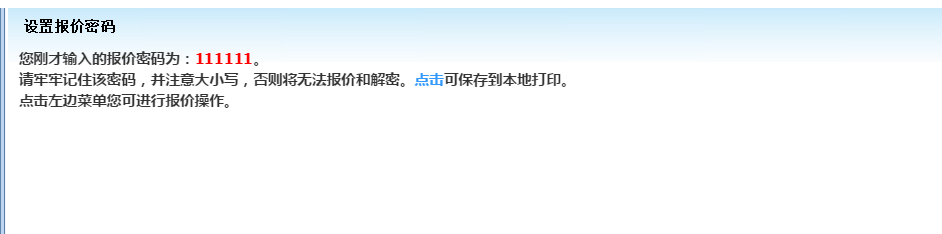 设置报价密码
您刚才输入的报价密码为：111111。
请牢牢记住该密码，并注意大小写，否则将无法报价和解密。点击可保存到本地打印。
点击左边菜单您可进行报价操作。